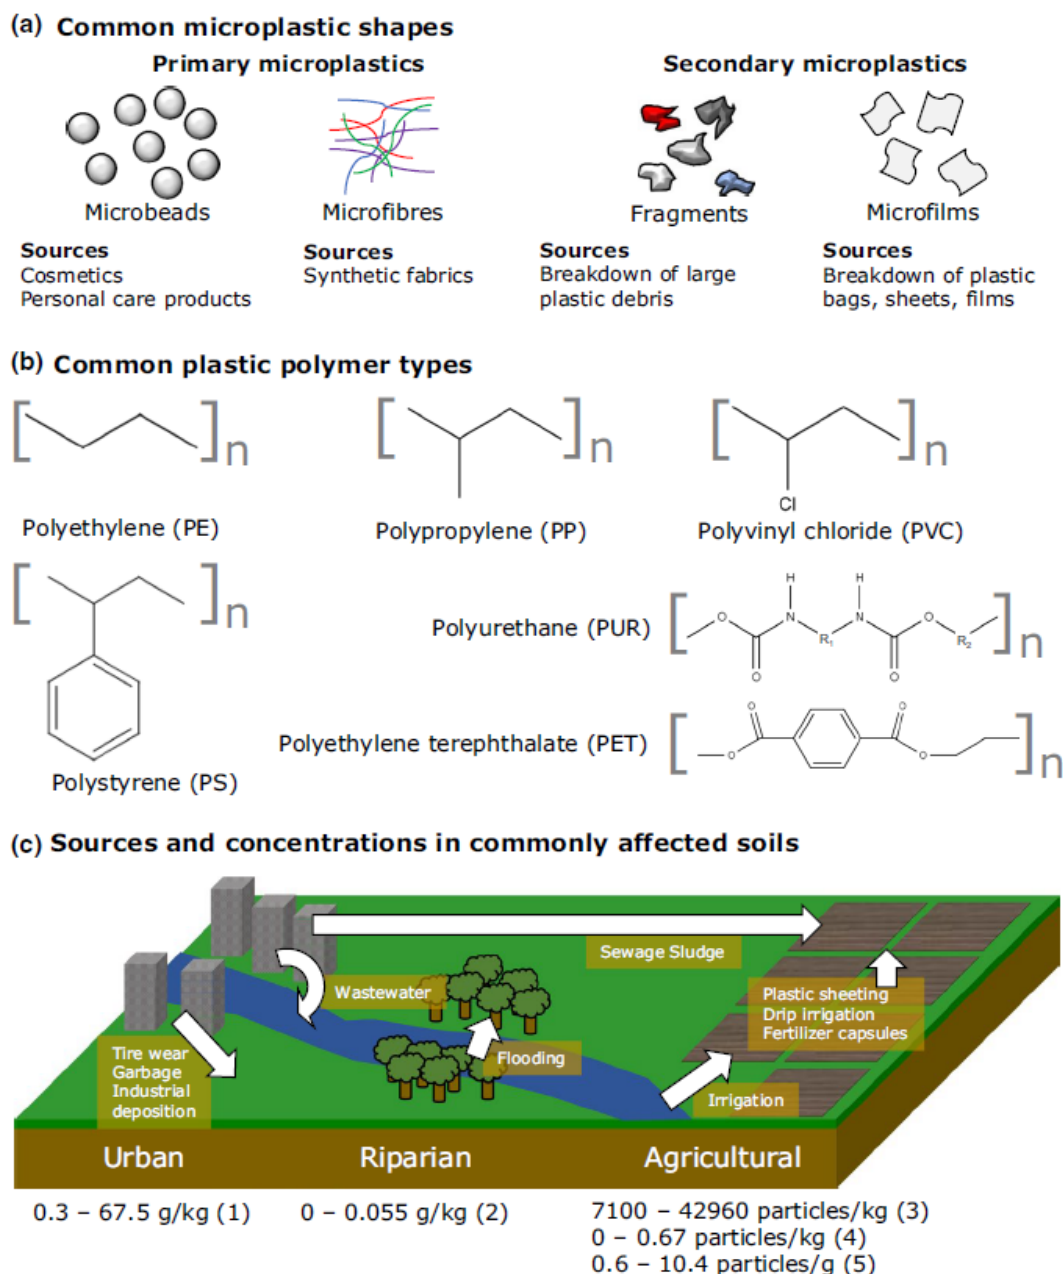 (a) Common microplastic shapes
Primary microplastics
Secondary microplastics
Microbeads
Microfibres
Fragments
Microfilms
Sources
Cosmetics
Personal care products
Sources
Synthetic fabrics
Sources
Breakdown of large
plastic debris
Sources
Breakdown of plastic
bags, sheets, films
(b) Common plastic polymer types
[ ]n
Polyethylene (PE)
[ ]n
Polypropylene (PP)
[ ]n
Cl
Polyvinyl chloride (PVC)
[ ]n
Polystyrene (PS)
Polyurethane (PUR)
[ O O H N R1 H N O O R2 ]n
Polyethylene terephthalate (PET)
[ O O O O ]n
(c) Sources and concentrations in commonly affected soils
Sewage Sludge
Wastewater
Plastic sheeting
Drip irrigation
Fertilizer capsules
Tire wear
Garbage
Industrial
deposition
Flooding
Irrigation
Urban
Riparian
Agricultural
0.3 – 67.5 g/kg (1)
0 – 0.055 g/kg (2)
7100 – 42960 particles/kg (3)
0 – 0.67 particles/kg (4)
0.6 – 10.4 particles/g (5)